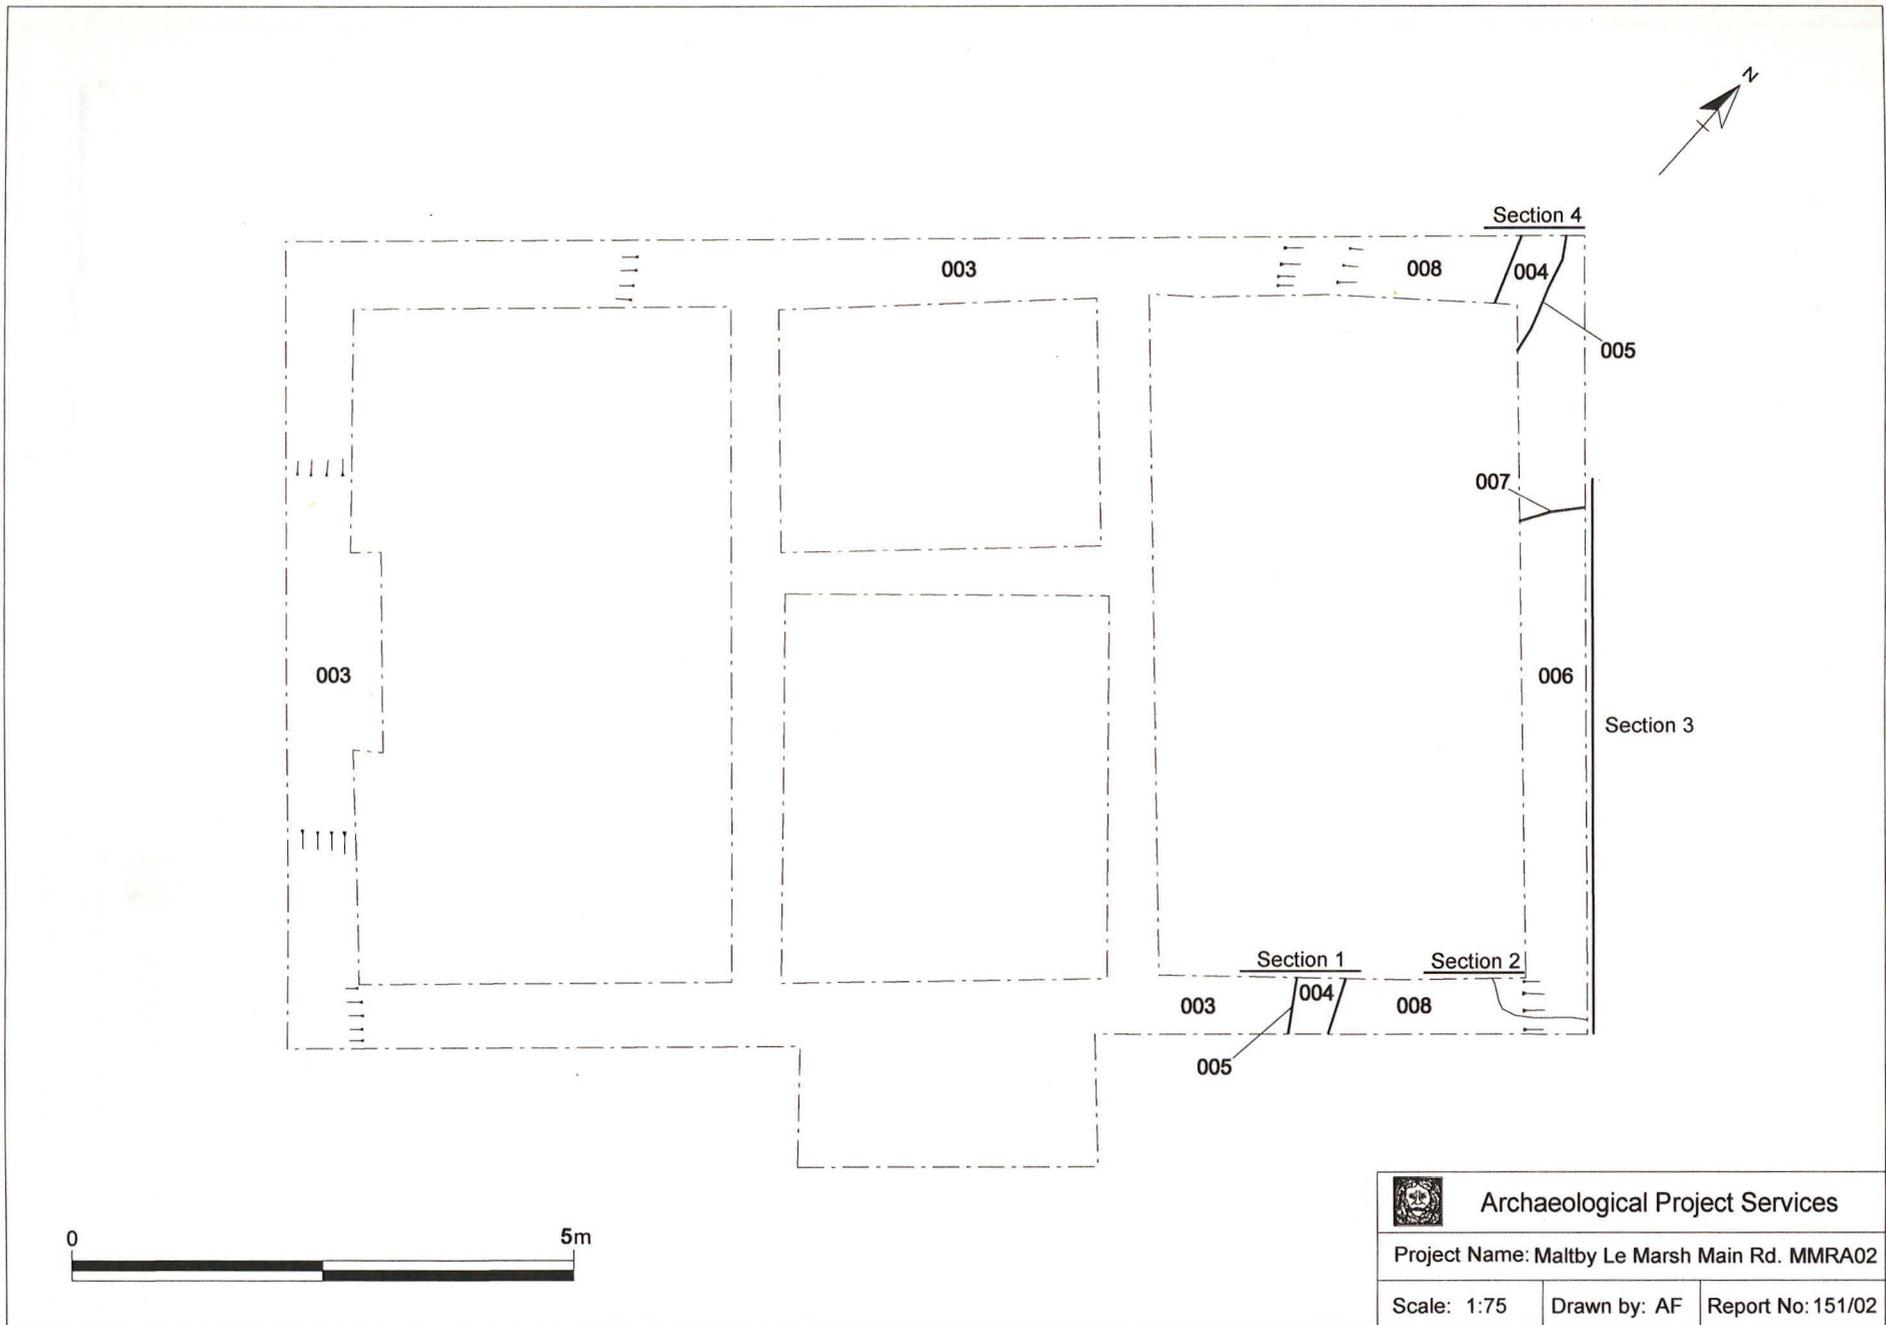 N
Section 4
003
008
004
005
007
003
006
Section 3
Section 1
Section 2
003
004
008
005
0
5m
Archaeological Project Services
Project Name: Maltby Le Marsh Main Rd. MMRA02
Scale: 1:75
Drawn by: AF
Report No: 151/02